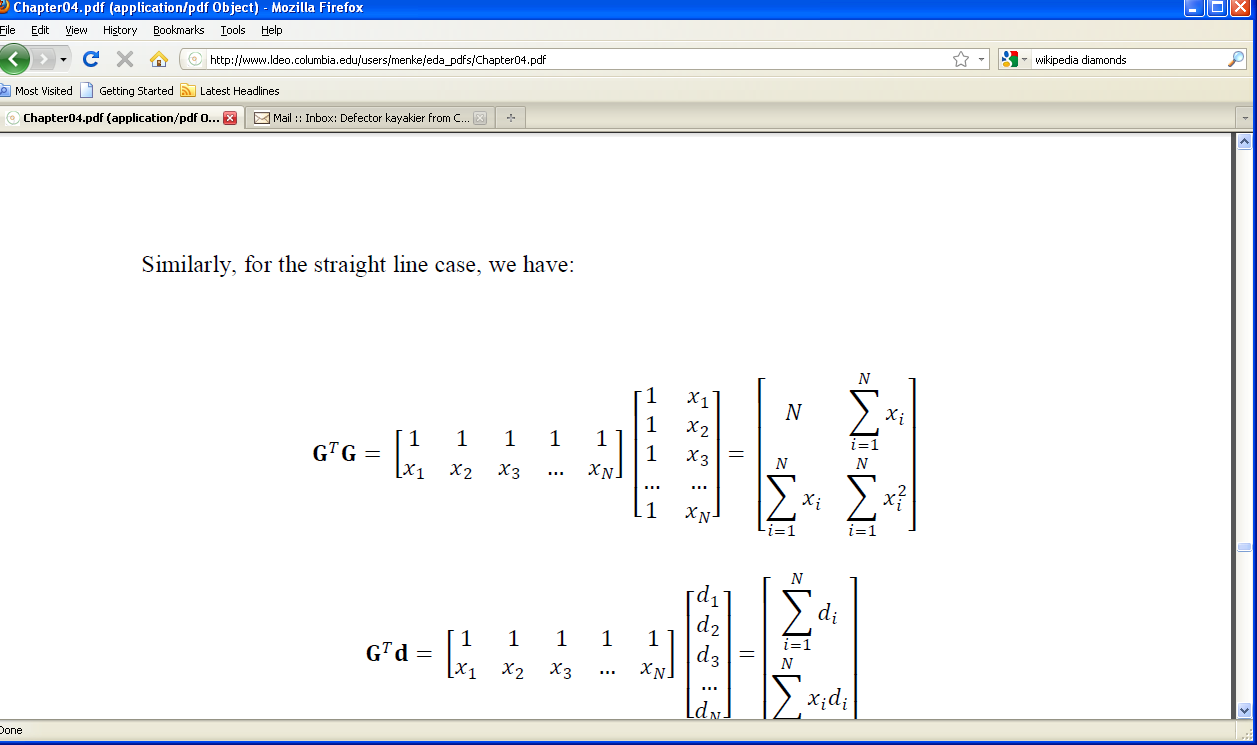 Chapter04.pdf (application/pdf Object) - Mozilla Firefox
File Edit View History Bookmarks Tools Help
http://www.ldeo.columbia.edu/users/menke/eda_pdfs/Chapter04.pdf wikipedia diamonds
Most Visited Getting Started Latest Headlines
Chapter04.pdf (application/pdf O... Mail :: Inbox: Defector kayakier from C...
Similarly, for the straight line case, we have:
G^T G = [1 1 1 1 1; x_1 x_2 x_3 ... x_N] [1 x_1; 1 x_2; 1 x_3; ... ...; 1 x_N] = [N ∑_{i=1}^{N} x_i; ∑_{i=1}^{N} x_i ∑_{i=1}^{N} x_i^2]
G^T d = [1 1 1 1 1; x_1 x_2 x_3 ... x_N] [d_1; d_2; d_3; ...; d_N] = [∑_{i=1}^{N} d_i; ∑^{N} x_i d_i]
Done